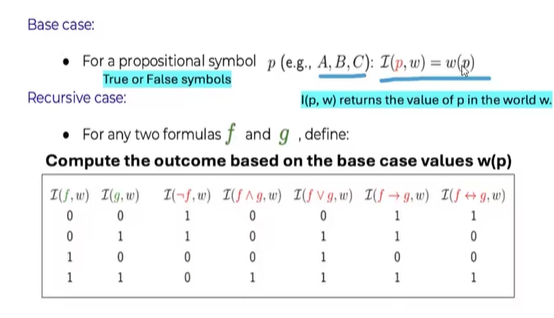 Base case:
• For a propositional symbol p (e.g., A, B, C): I(p, w) = w(p)
True or False symbols
Recursive case:
I(p, w) returns the value of p in the world w.
• For any two formulas f and g , define:
Compute the outcome based on the base case values w(p)
I(f, w) I(g, w) I(¬f, w) I(f ∧ g, w) I(f ∨ g, w) I(f → g, w) I(f ↔ g, w)
0 0 1 0 0 1 1
0 1 1 0 1 1 0
1 0 0 0 1 0 0
1 1 0 1 1 1 1